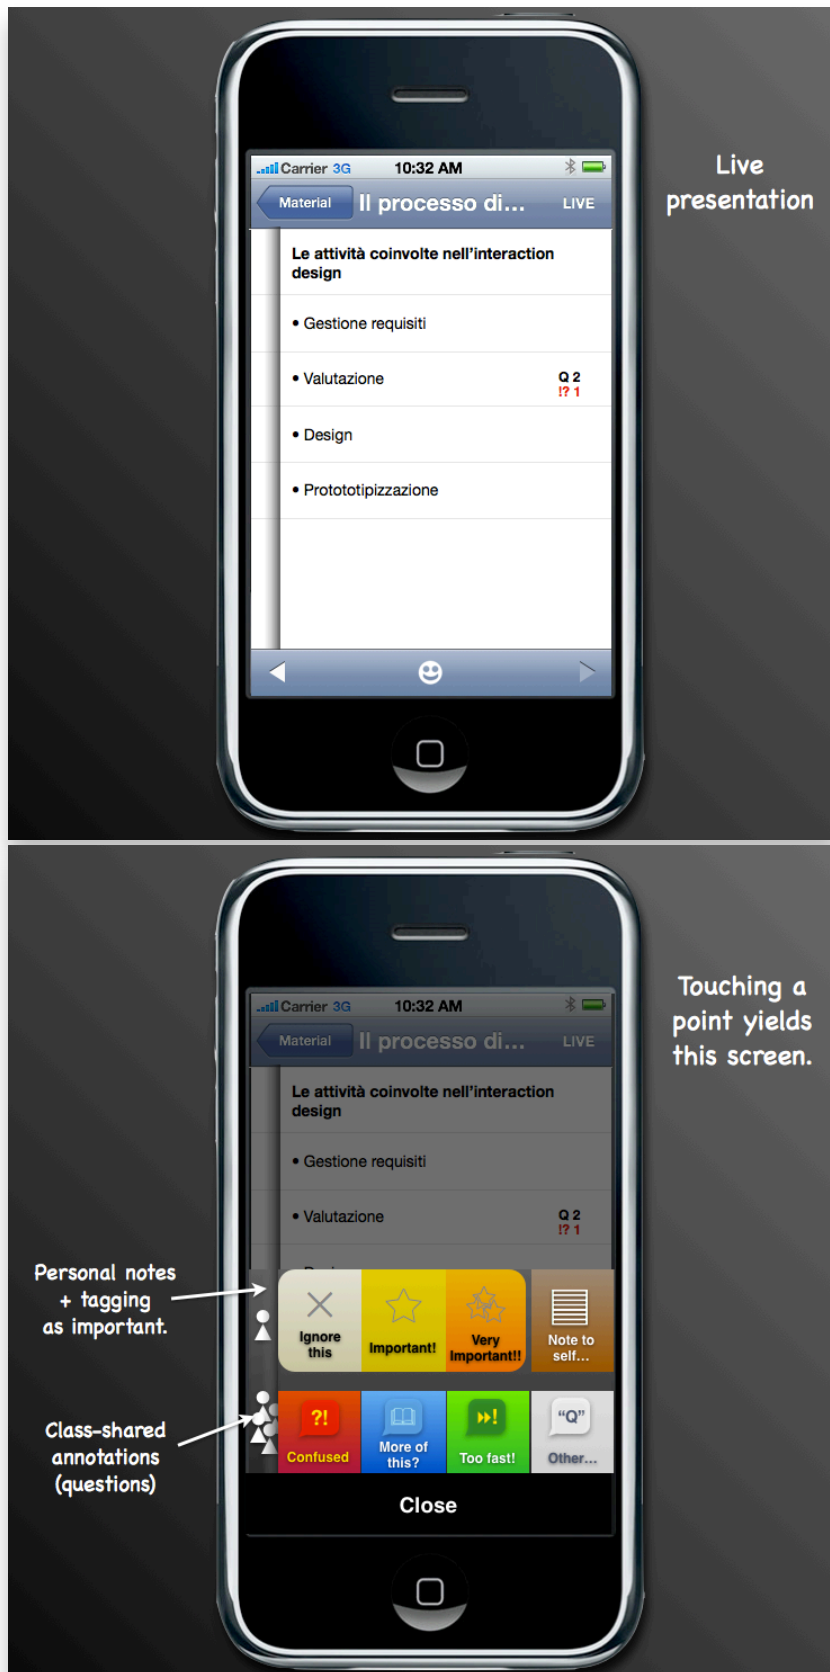 Carrier 3G 10:32 AM
Material Il processo di... LIVE
Live
presentation
Le attività coinvolte nell'interaction
design
• Gestione requisiti
• Valutazione Q 2
!? 1
• Design
• Protototipizzazione
Carrier 3G 10:32 AM
Material Il processo di... LIVE
Touching a
point yields
this screen.
Le attività coinvolte nell'interaction
design
• Gestione requisiti
• Valutazione Q 2
!? 1
Personal notes
+ tagging
as important.
Ignore
this
Important!
Very
Important!!
Note to
self...
Class-shared
annotations
(questions)
?!
Confused
More of
this?
!
Too fast!
“Q”
Other...
Close